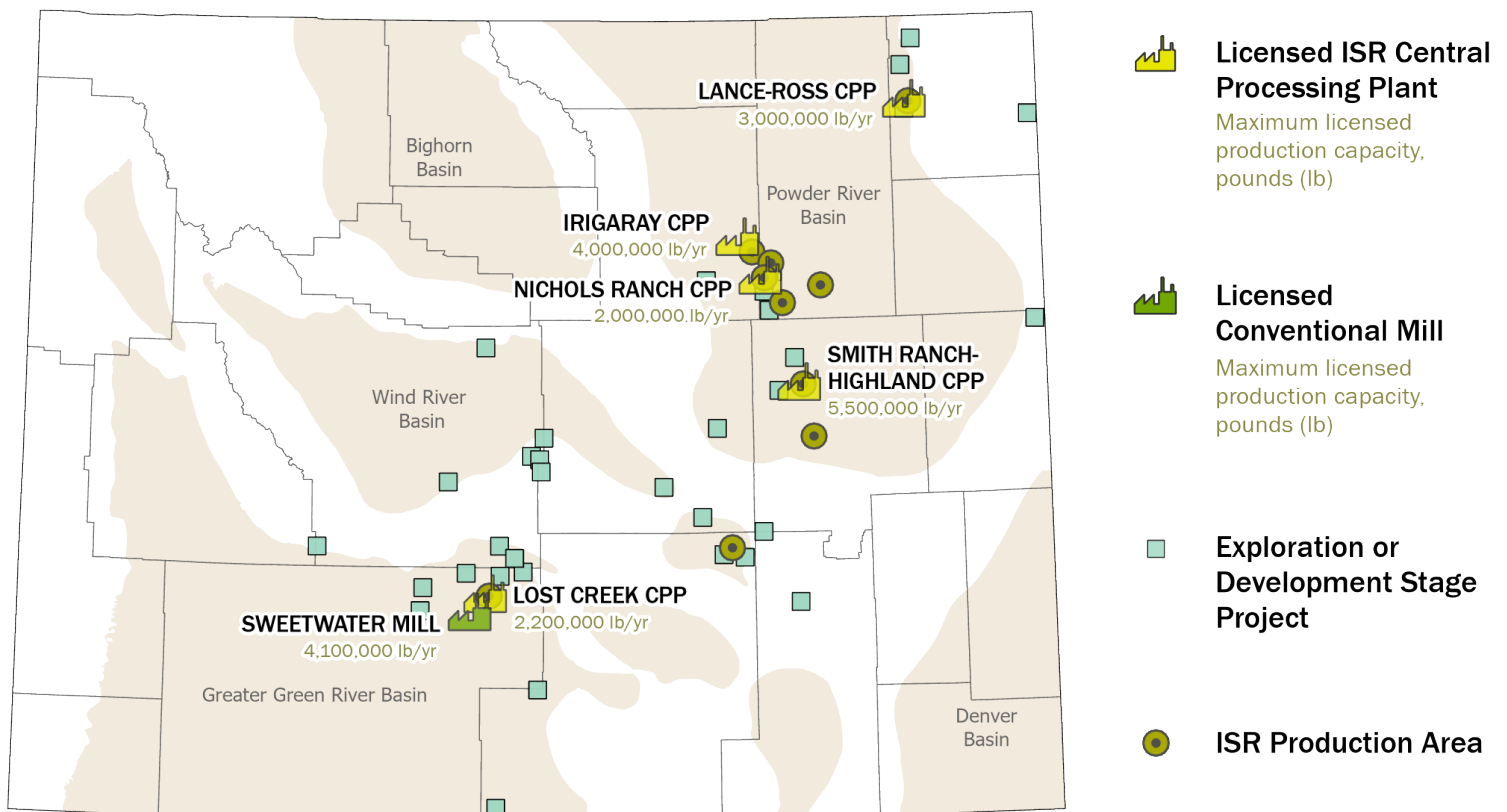 LANCE-ROSS CPP
3,000,000 lb/yr
Bighorn
Basin
Powder River
Basin
IRIGARAY CPP
4,000,000 lb/yr
NICHOLS RANCH CPP
2,000,000 lb/yr
SMITH RANCH-
HIGHLAND CPP
5,500,000 lb/yr
Wind River
Basin
LOST CREEK CPP
2,200,000 lb/yr
SWEETWATER MILL
4,100,000 lb/yr
Greater Green River Basin
Denver
Basin
Licensed ISR Central
Processing Plant
Maximum licensed
production capacity,
pounds (lb)
Licensed
Conventional Mill
Maximum licensed
production capacity,
pounds (lb)
Exploration or
Development Stage
Project
ISR Production Area